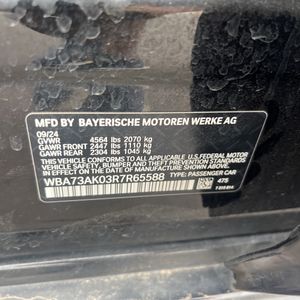 MFD BY BAYERISCHE MOTOREN WERKE AG
09/24
GVWR 4564 lbs 2070 kg
GAWR FRONT 2447 lbs 1110 kg
GAWR REAR 2304 lbs 1045 kg
THIS VEHICLE CONFORMS TO ALL APPLICABLE U.S. FEDERAL MOTOR
VEHICLE SAFETY, BUMPER, AND THEFT PREVENTION STANDARDS
IN EFFECT ON THE DATE OF MANUFACTURE SHOWN ABOVE.
WBA73AK03R7R65588
TYPE: PASSENGER CAR
475